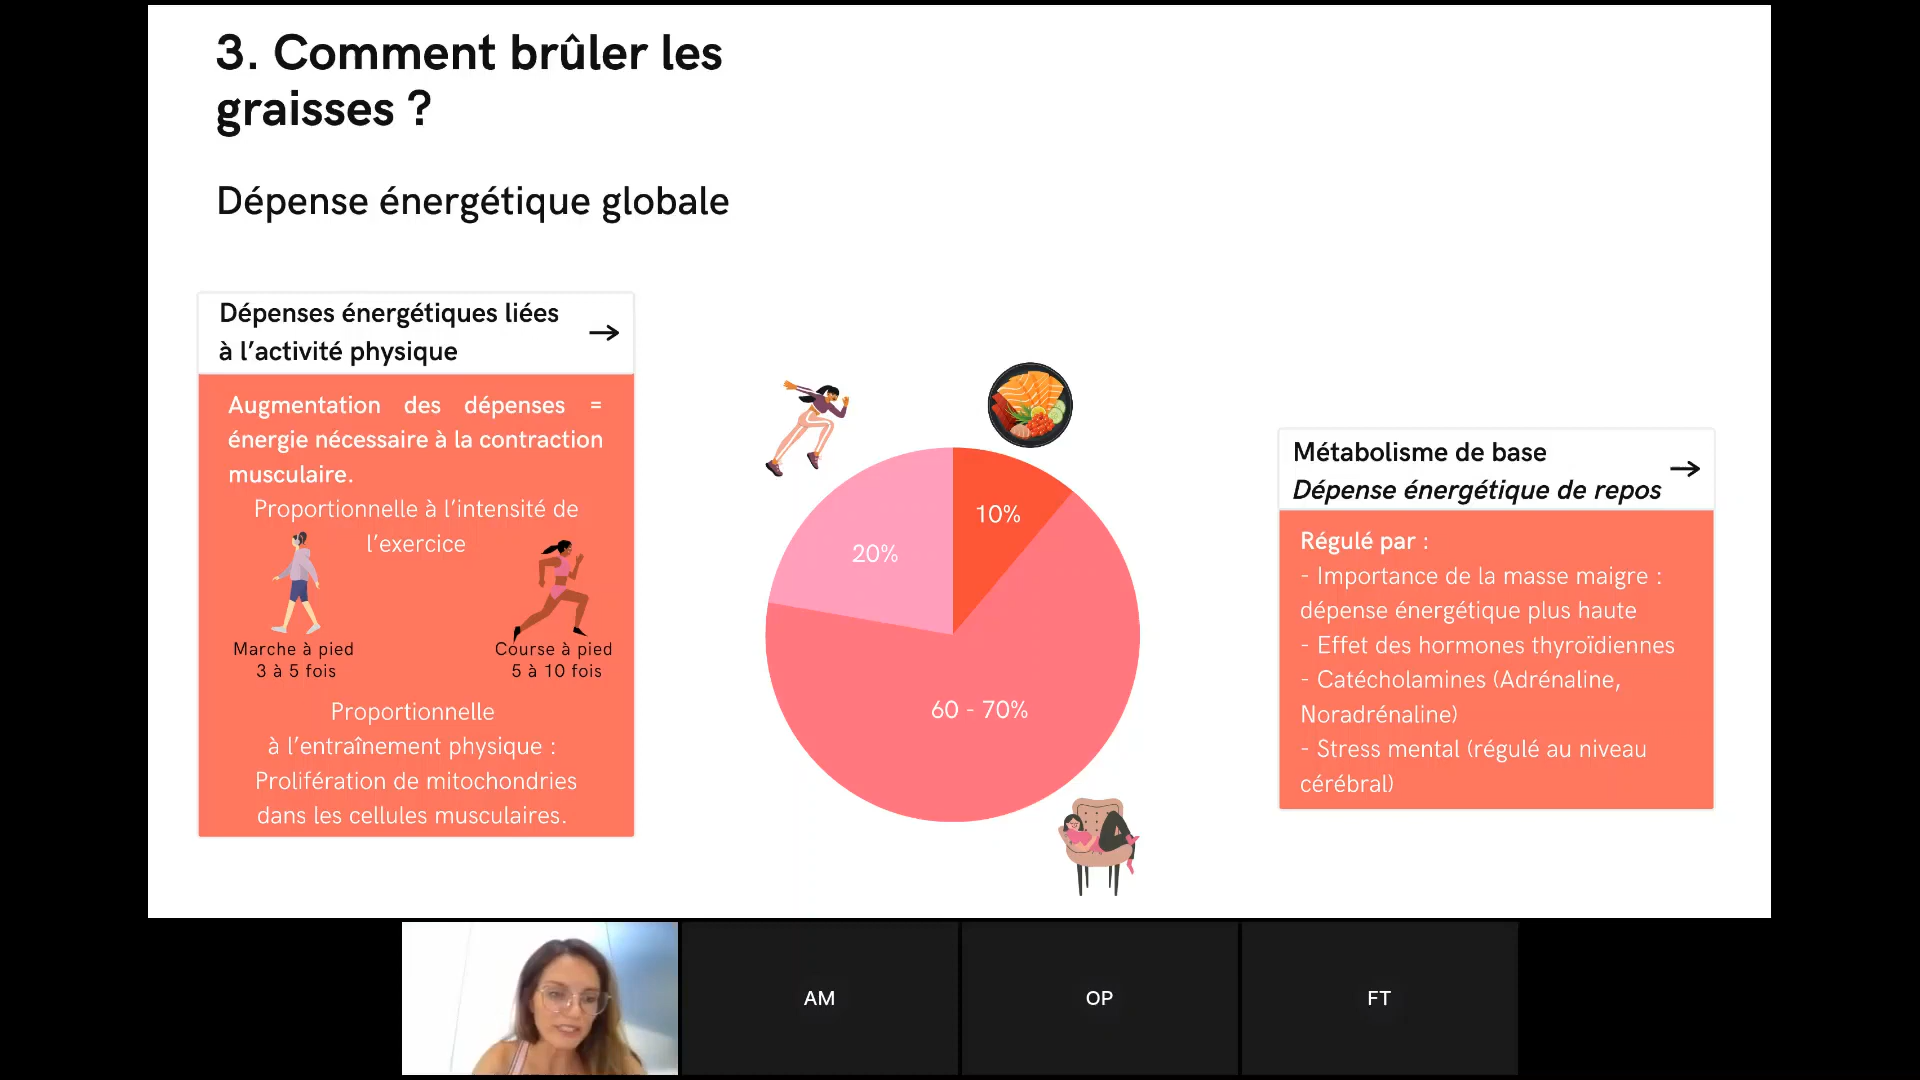 3. Comment brûler les
graisses ?
Dépense énergétique globale
Dépenses énergétiques liées
à l’activité physique
Augmentation des dépenses =
énergie nécessaire à la contraction
musculaire.
Proportionnelle à l’intensité de
l’exercice
Marche à pied
3 à 5 fois
Course à pied
5 à 10 fois
Proportionnelle
à l’entraînement physique :
Prolifération de mitochondries
dans les cellules musculaires.
10%
20%
60 - 70%
Métabolisme de base
Dépense énergétique de repos
Régulé par :
- Importance de la masse maigre :
dépense énergétique plus haute
- Effet des hormones thyroïdiennes
- Catécholamines (Adrénaline,
Noradrénaline)
- Stress mental (régulé au niveau
cérébral)
AM
OP
FT